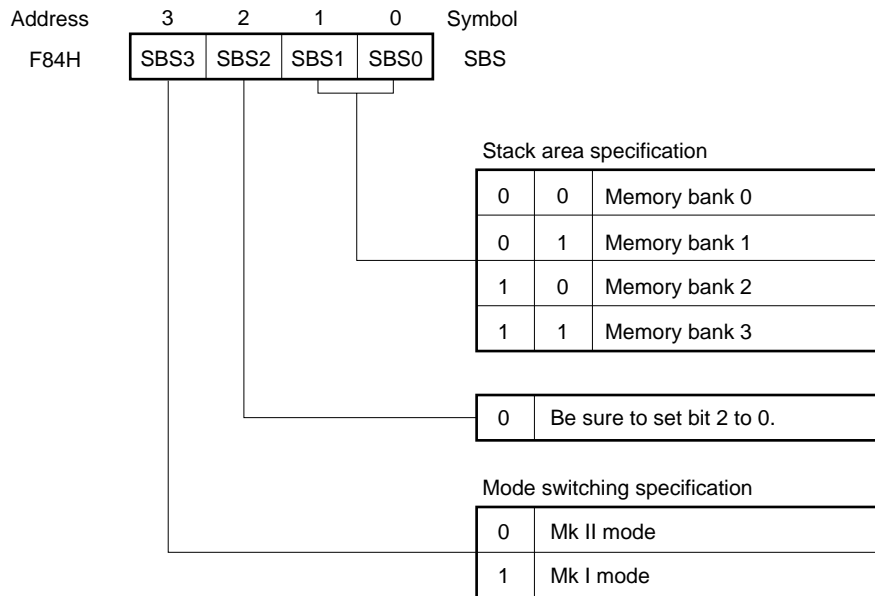 Address 3 2 1 0 Symbol
F84H SBS3 SBS2 SBS1 SBS0 SBS
Stack area specification
0 0 Memory bank 0
0 1 Memory bank 1
1 0 Memory bank 2
1 1 Memory bank 3
0 Be sure to set bit 2 to 0.
Mode switching specification
0 Mk II mode
1 Mk I mode